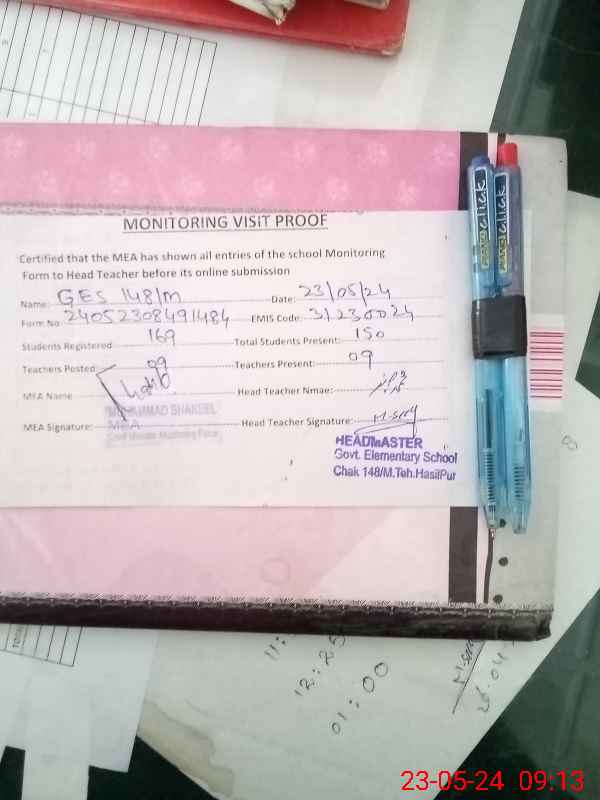 MONITORING VISIT PROOF
Certified that the MEA has shown all entries of the school Monitoring
Form to Head Teacher before its online submission
Name: GES 148/M Date: 23/05/24
Form No: 24052308491484 EMIS Code: 31230024
Students Registered: 169 Total Students Present: 150
Teachers Posted: 09 Teachers Present: 09
MEA Name Head Teacher Nmae:
MUHAMMAD SHAKEEL
MEA Signature: MEA Head Teacher Signature:
HEADMASTER
Govt. Elementary School
Chak 148/M.Teh.HasilPur
click
click
11:
12:25
01:00
23-05-24 09:13